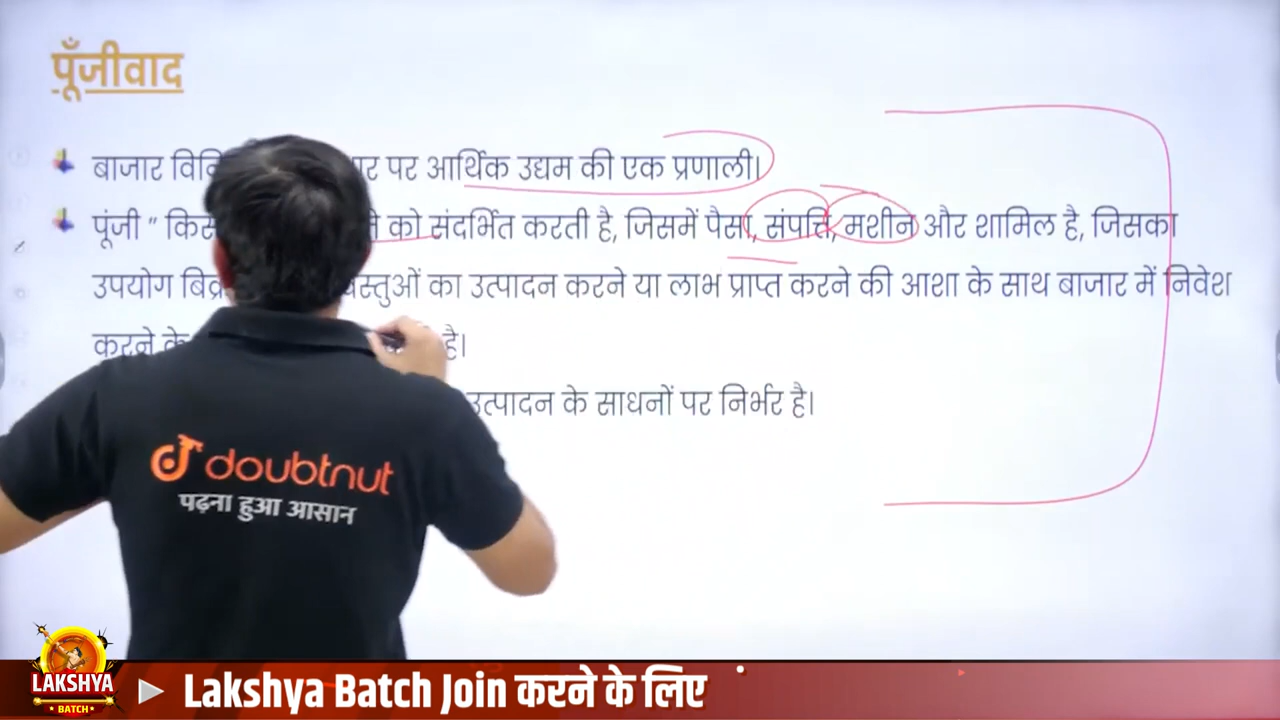 पूँजीवाद
बाजार पर आर्थिक उद्यम की एक प्रणाली।
पूंजी " को संदर्भित करती है, जिसमें पैसा, संपत्ति, मशीन और शामिल है, जिसका
उपयोग वस्तुओं का उत्पादन करने या लाभ प्राप्त करने की आशा के साथ बाजार में निवेश
करने के है।
उत्पादन के साधनों पर निर्भर है।
doubtnut
पढ़ना हुआ आसान
LAKSHYA
BATCH
Lakshya Batch Join करने के लिए